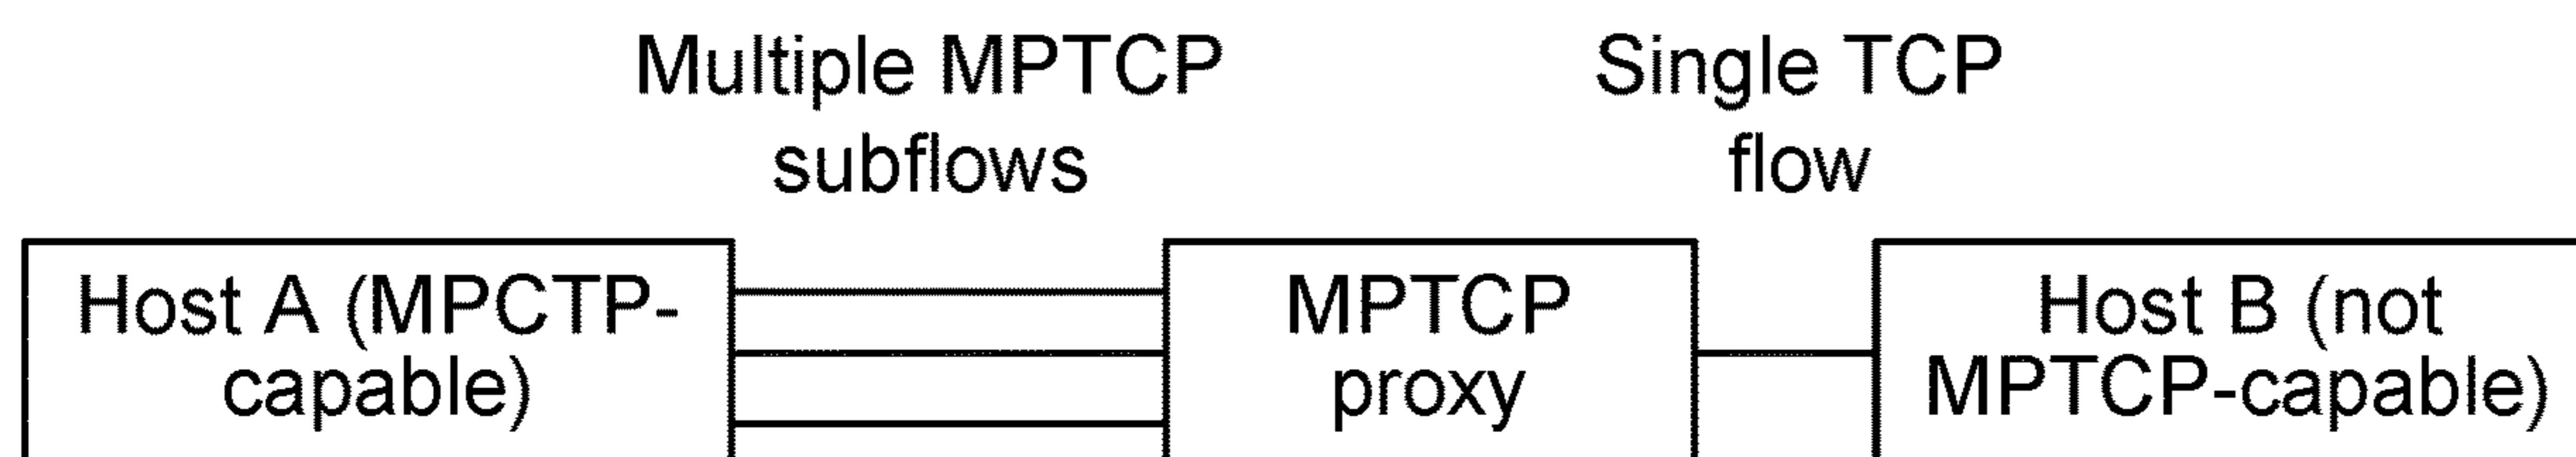 Multiple MPTCP
subflows
Single TCP
flow
Host A (MPCTP-
capable)
MPTCP
proxy
Host B (not
MPTCP-capable)